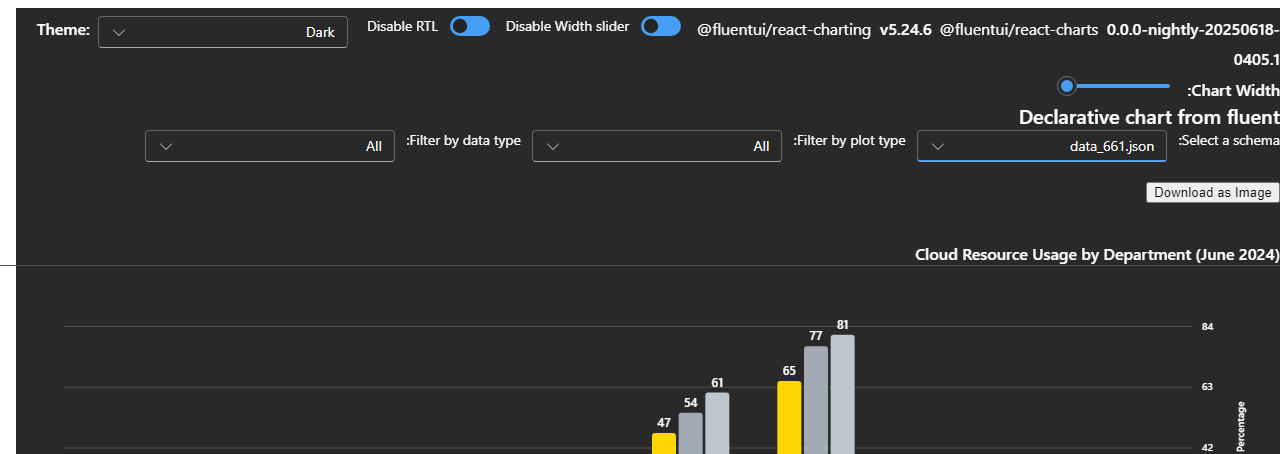 Theme: Dark Disable RTL Disable Width slider @fluentui/react-charting v5.24.6 @fluentui/react-charts 0.0.0-nightly-20250618-
0405.1
:Chart Width
Declarative chart from fluent
:Select a schema data_661.json :Filter by plot type All :Filter by data type All
Download as Image
Cloud Resource Usage by Department (June 2024)
84
81
77
65
63
61
54
47
42
Percentage